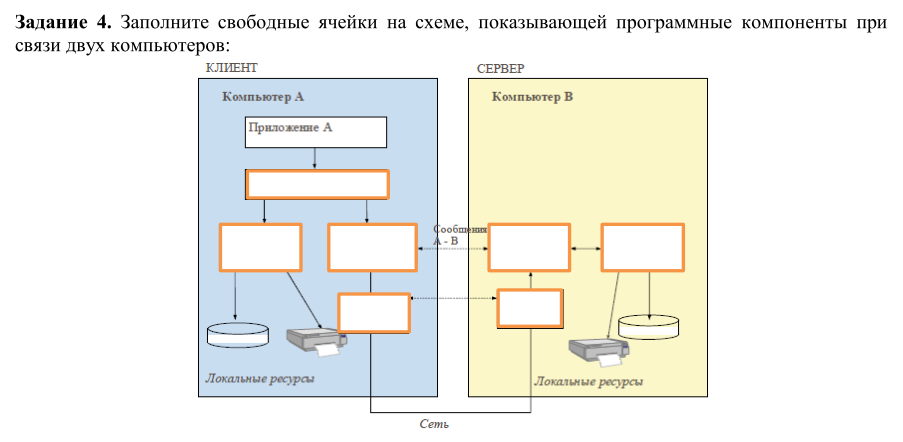 Задание 4. Заполните свободные ячейки на схеме, показывающей программные компоненты при
связи двух компьютеров:
КЛИЕНТ
СЕРВЕР
Компьютер А
Компьютер В
Приложение А
Сообщения
А - В
Локальные ресурсы
Локальные ресурсы
Сеть